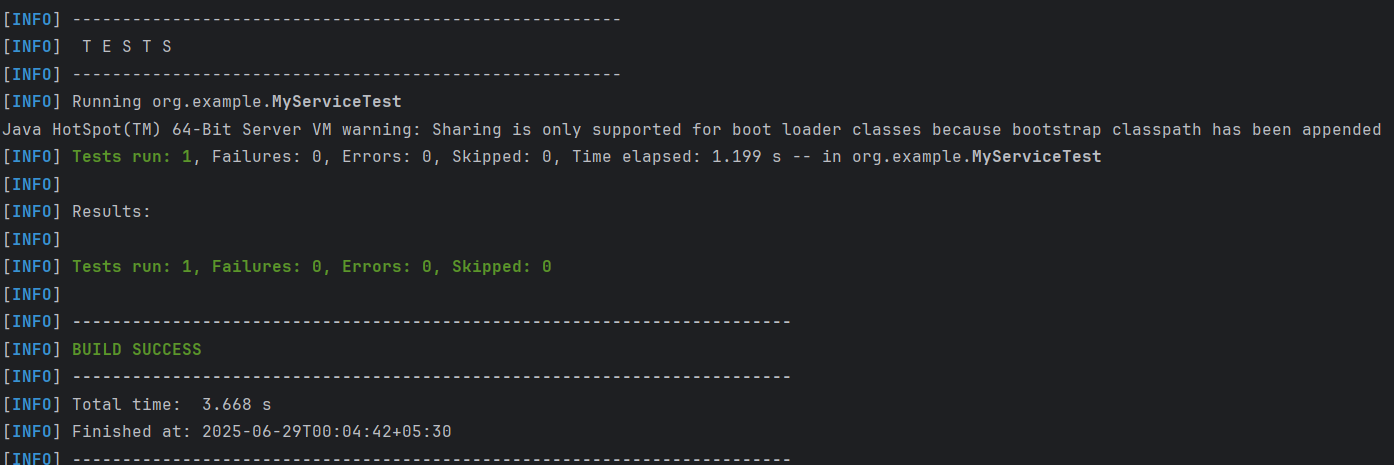 [INFO] -------------------------------------------------------
[INFO]  T E S T S
[INFO] -------------------------------------------------------
[INFO] Running org.example.MyServiceTest
Java HotSpot(TM) 64-Bit Server VM warning: Sharing is only supported for boot loader classes because bootstrap classpath has been appended
[INFO] Tests run: 1, Failures: 0, Errors: 0, Skipped: 0, Time elapsed: 1.199 s -- in org.example.MyServiceTest
[INFO]
[INFO] Results:
[INFO]
[INFO] Tests run: 1, Failures: 0, Errors: 0, Skipped: 0
[INFO]
[INFO] ------------------------------------------------------------------------
[INFO] BUILD SUCCESS
[INFO] ------------------------------------------------------------------------
[INFO] Total time:  3.668 s
[INFO] Finished at: 2025-06-29T00:04:42+05:30
[INFO] ------------------------------------------------------------------------